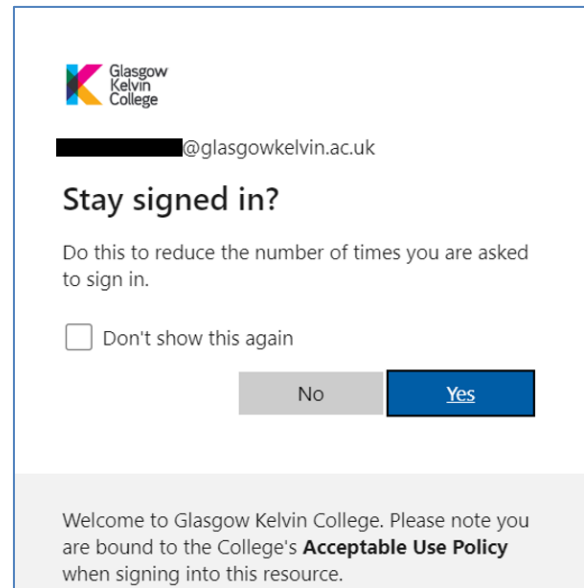 Glasgow
Kelvin
College
@glasgowkelvin.ac.uk
Stay signed in?
Do this to reduce the number of times you are asked
to sign in.
Don't show this again
No
Yes
Welcome to Glasgow Kelvin College. Please note you
are bound to the College's Acceptable Use Policy
when signing into this resource.